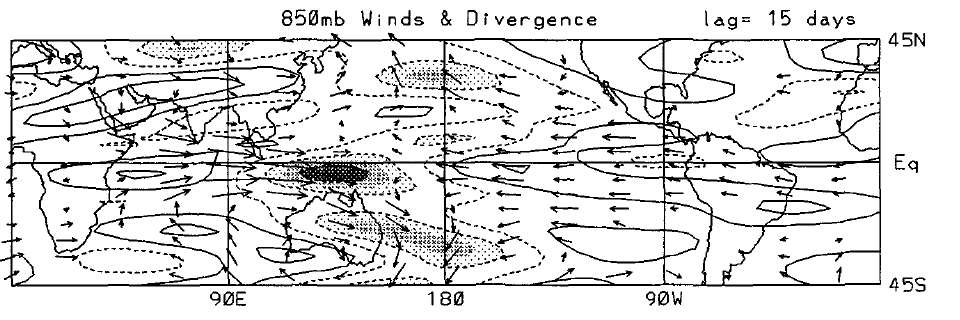 850mb Winds & Divergence lag= 15 days
45N
Eq
45S
90E 180 90W